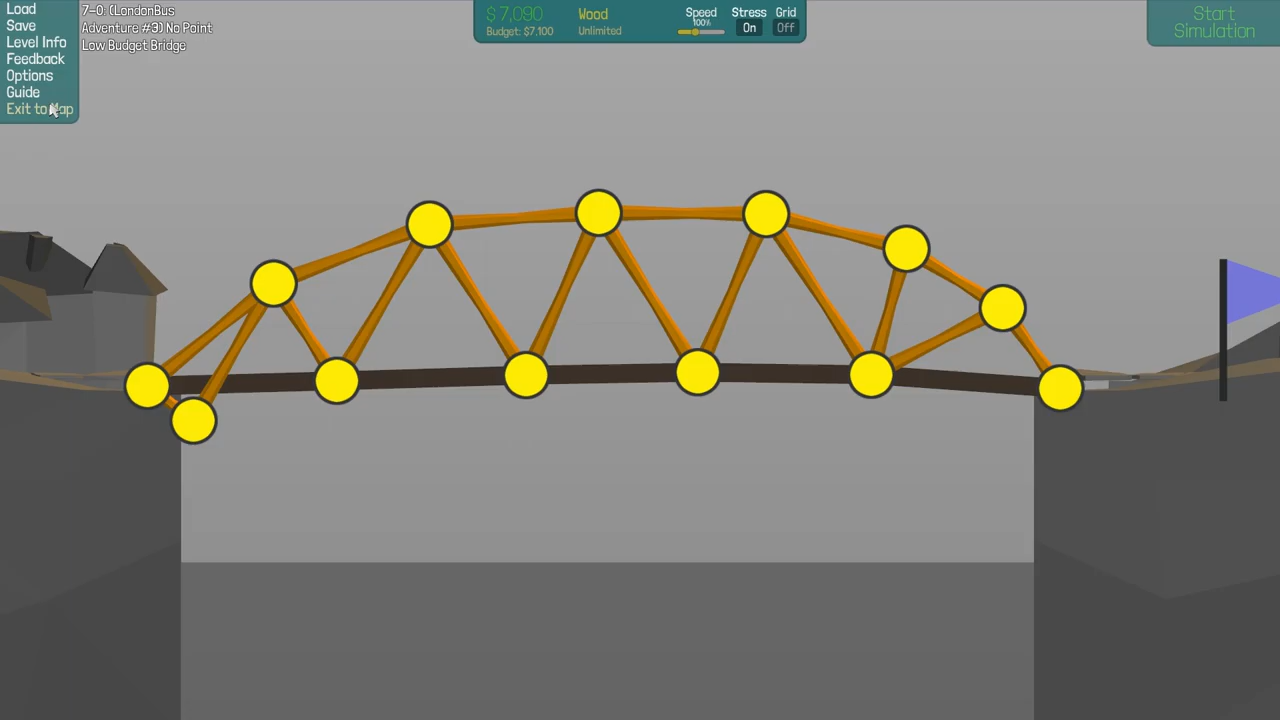 Load
Save
Level Info
Feedback
Options
Guide
Exit to Map
7-0: (LondonBus
Adventure #3) No Point
Low Budget Bridge
$ 7,090
Budget: $7,100
Wood
Unlimited
Speed
100%
Stress
On
Grid
Off
Start
Simulation